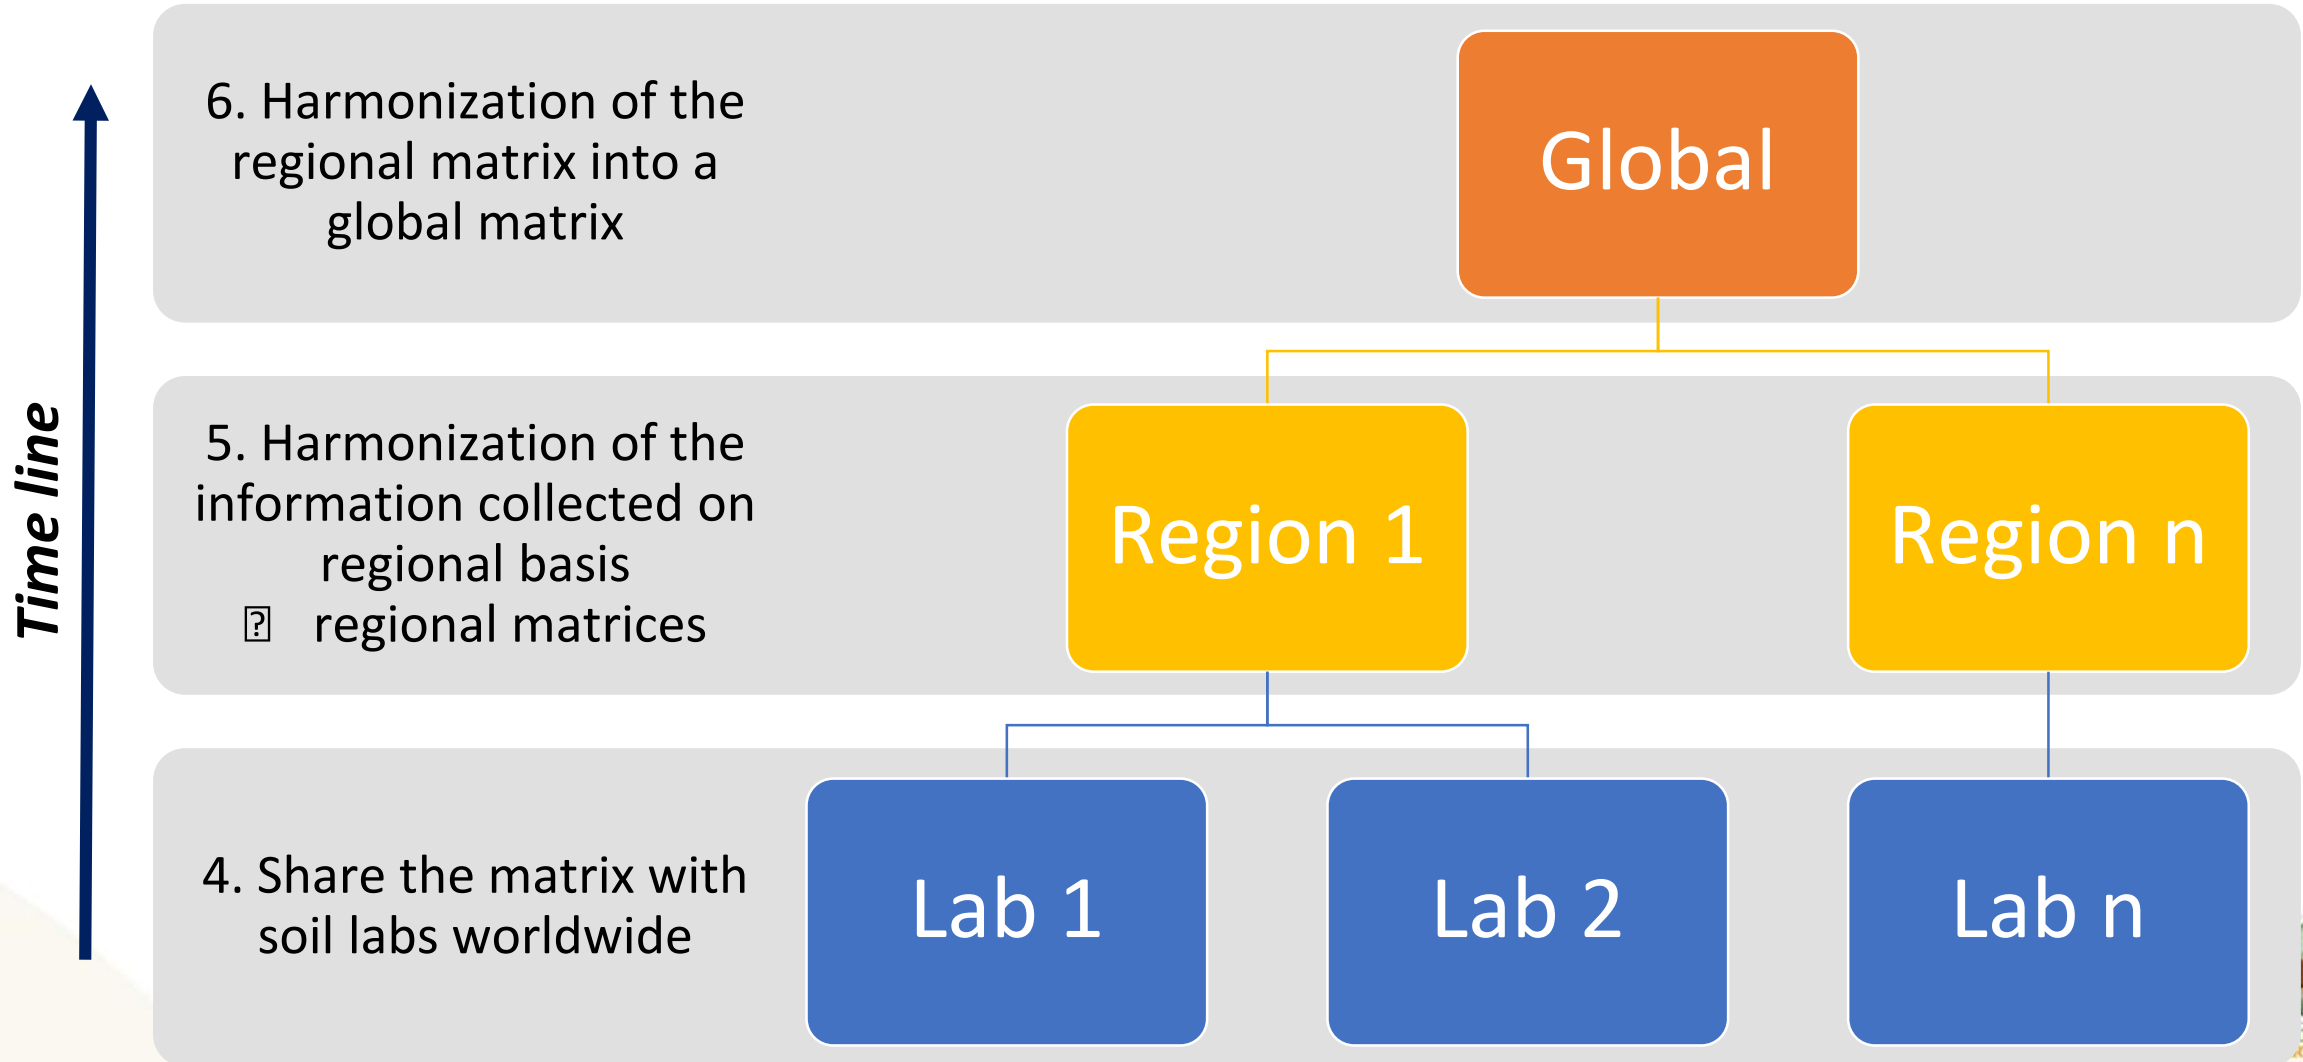 6. Harmonization of the
regional matrix into a
global matrix
Global
Time line
5. Harmonization of the
information collected on
regional basis
regional matrices
Region 1
Region n
4. Share the matrix with
soil labs worldwide
Lab 1
Lab 2
Lab n